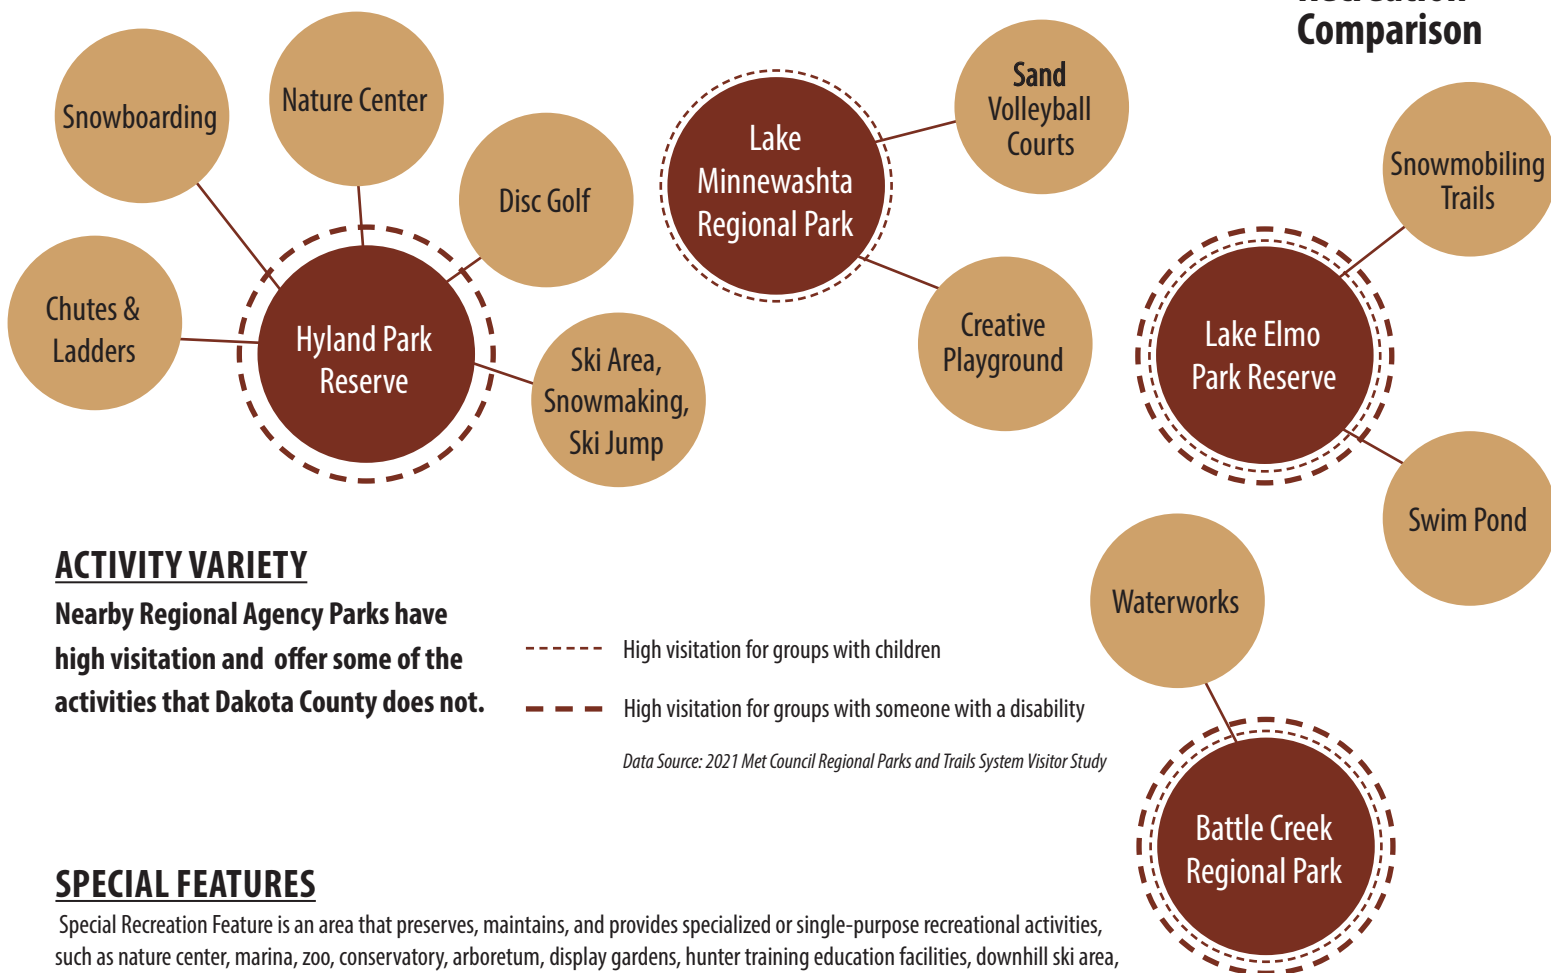 Comparison
Snowboarding
Nature Center
Disc Golf
Chutes &
Ladders
Hyland Park
Reserve
Ski Area,
Snowmaking,
Ski Jump
Lake
Minnewashta
Regional Park
Sand
Volleyball
Courts
Creative
Playground
Snowmobiling
Trails
Lake Elmo
Park Reserve
Swim Pond
Waterworks
Battle Creek
Regional Park
ACTIVITY VARIETY
Nearby Regional Agency Parks have
high visitation and offer some of the
activities that Dakota County does not.
High visitation for groups with children
High visitation for groups with someone with a disability
Data Source: 2021 Met Council Regional Parks and Trails System Visitor Study
SPECIAL FEATURES
Special Recreation Feature is an area that preserves, maintains, and provides specialized or single-purpose recreational activities,
such as nature center, marina, zoo, conservatory, arboretum, display gardens, hunter training education facilities, downhill ski area,